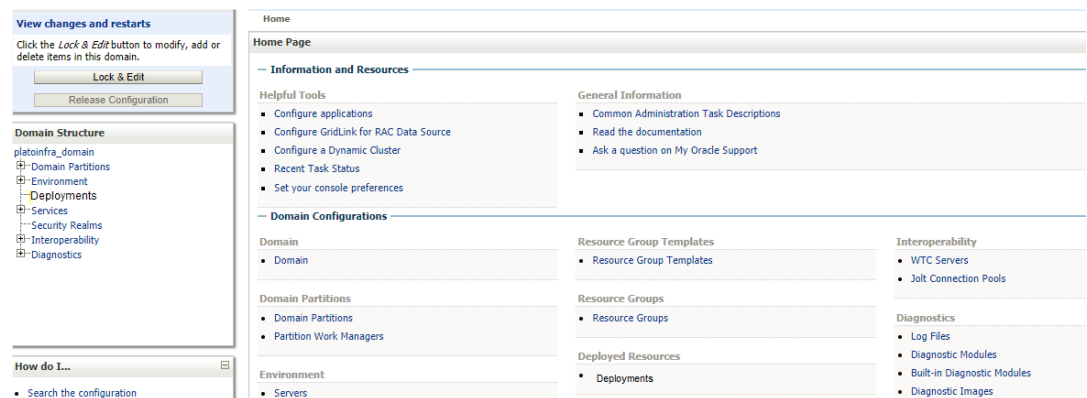 View changes and restarts
Click the Lock & Edit button to modify, add or
delete items in this domain.
Lock & Edit
Release Configuration
Domain Structure
platoinfra_domain
Domain Partitions
Environment
Deployments
Services
Security Realms
Interoperability
Diagnostics
How do I...
Search the configuration
Home
Home Page
Information and Resources
Helpful Tools
Configure applications
Configure GridLink for RAC Data Source
Configure a Dynamic Cluster
Recent Task Status
Set your console preferences
General Information
Common Administration Task Descriptions
Read the documentation
Ask a question on My Oracle Support
Domain Configurations
Domain
Domain
Domain Partitions
Domain Partitions
Partition Work Managers
Environment
Servers
Resource Group Templates
Resource Group Templates
Resource Groups
Resource Groups
Deployed Resources
Deployments
Interoperability
WTC Servers
Jolt Connection Pools
Diagnostics
Log Files
Diagnostic Modules
Built-in Diagnostic Modules
Diagnostic Images